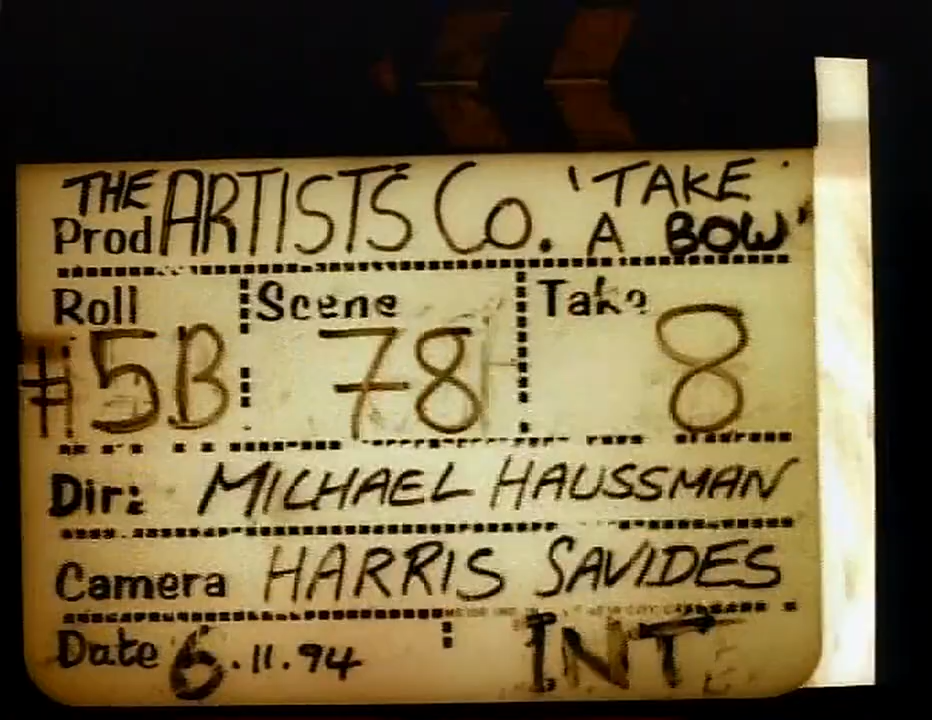 THE
Prod ARTISTS Co. 'TAKE
A BOW'
Roll Scene Take
#5B 78 8
Dir: MICHAEL HAUSSMAN
Camera HARRIS SAVIDES
Date 6.11.94 INT